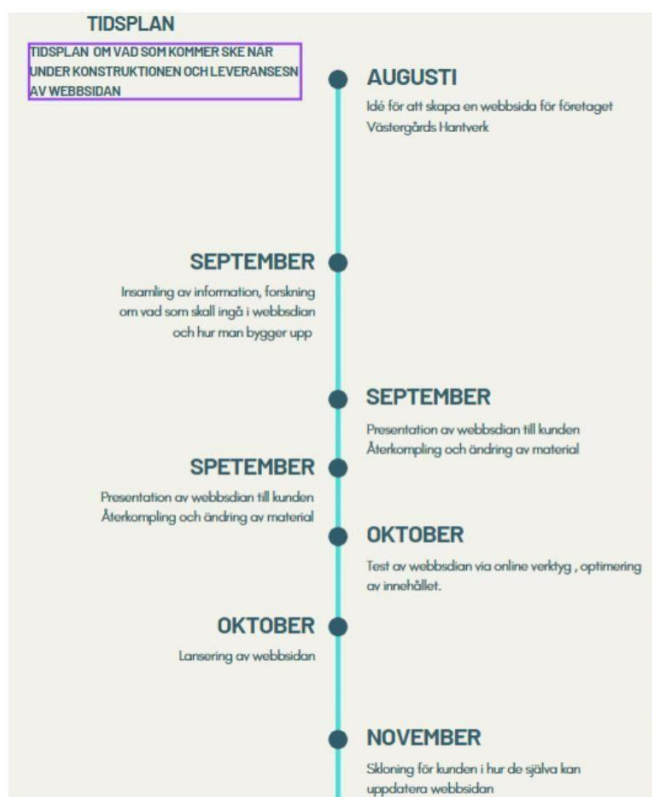 TIDSPLAN
TIDSPLAN OM VAD SOM KOMMER SKE NÄR
UNDER KONSTRUKTIONEN OCH LEVERANSESN
AV WEBBSIDAN
AUGUSTI
Idé för att skapa en webbsida för företaget
Västergårds Hantverk
SEPTEMBER
Insamling av information, forskning
om vad som skall ingå i webbsdian
och hur man bygger upp
SEPTEMBER
Presentation av webbsdian till kunden
Återkompling och ändring av material
SPETEMBER
Presentation av webbsdian till kunden
Återkompling och ändring av material
OKTOBER
Test av webbsdian via online verktyg , optimering
av innehållet.
OKTOBER
Lansering av webbsidan
NOVEMBER
Skloning för kunden i hur de själva kan
uppdatera webbsidan